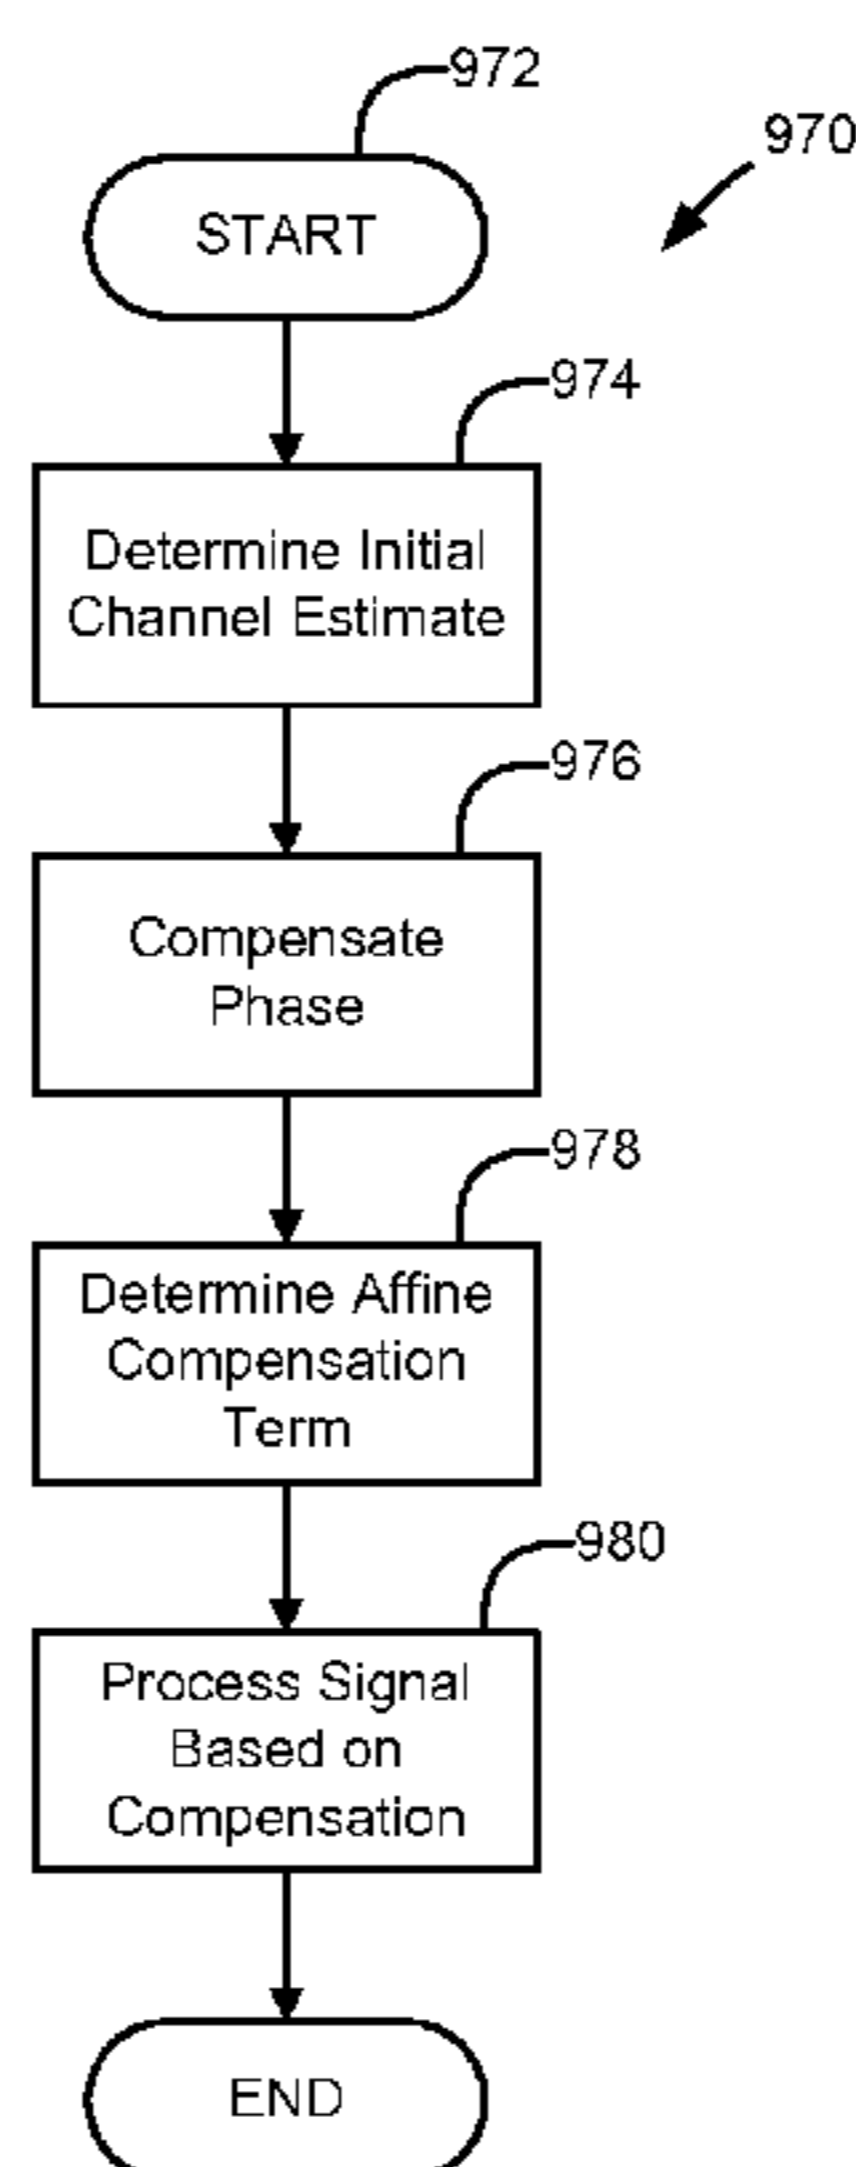 972
970
START
974
Determine Initial
Channel Estimate
976
Compensate
Phase
978
Determine Affine
Compensation
Term
980
Process Signal
Based on
Compensation
END